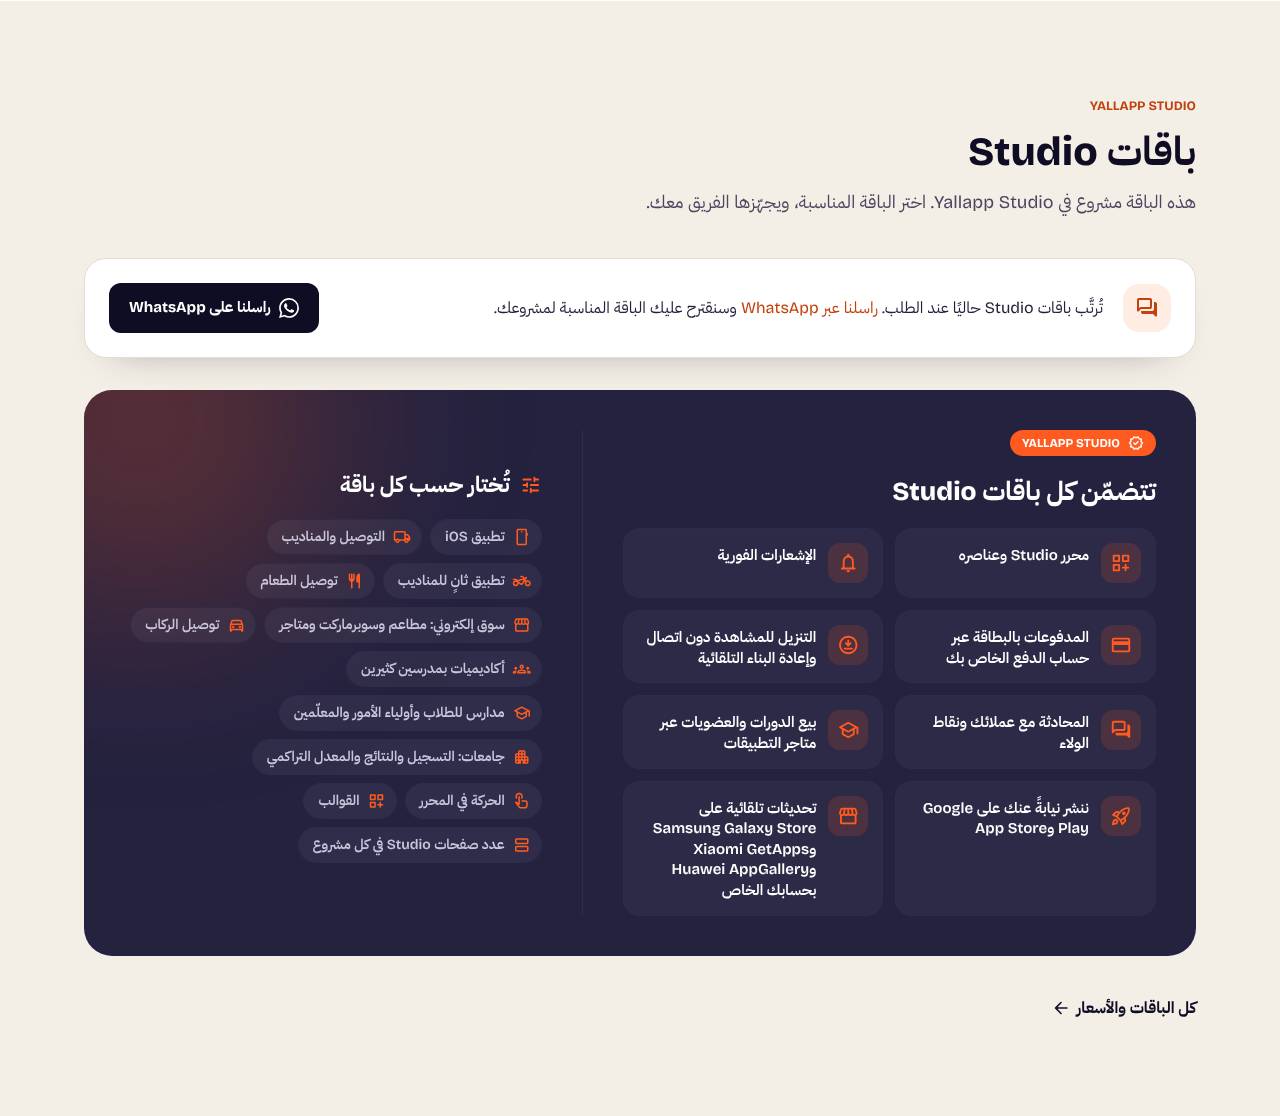 YALLAPP STUDIO
باقات Studio
هذه الباقة مشروع في Yallapp Studio. اختر الباقة المناسبة، ويجهّزها الفريق معك.
تُرتَّب باقات Studio حاليًا عند الطلب. راسلنا عبر WhatsApp وسنقترح عليك الباقة المناسبة لمشروعك.
راسلنا على WhatsApp
YALLAPP STUDIO
تتضمّن كل باقات Studio
محرر Studio وعناصره
الإشعارات الفورية
المدفوعات بالبطاقة عبر
حساب الدفع الخاص بك
التنزيل للمشاهدة دون اتصال
وإعادة البناء التلقائية
المحادثة مع عملائك ونقاط
الولاء
بيع الدورات والعضويات عبر
متاجر التطبيقات
ننشر نيابةً عنك على Google
Play وApp Store
تحديثات تلقائية على
Samsung Galaxy Store
وXiaomi GetApps
وHuawei AppGallery
بحسابك الخاص
تُختار حسب كل باقة
تطبيق iOS
التوصيل والمناديب
تطبيق ثانٍ للمناديب
توصيل الطعام
سوق إلكتروني: مطاعم وسوبرماركت ومتاجر
توصيل الركاب
أكاديميات بمدرسين كثيرين
مدارس للطلاب وأولياء الأمور والمعلّمين
جامعات: التسجيل والنتائج والمعدل التراكمي
الحركة في المحرر
القوالب
عدد صفحات Studio في كل مشروع
كل الباقات والأسعار